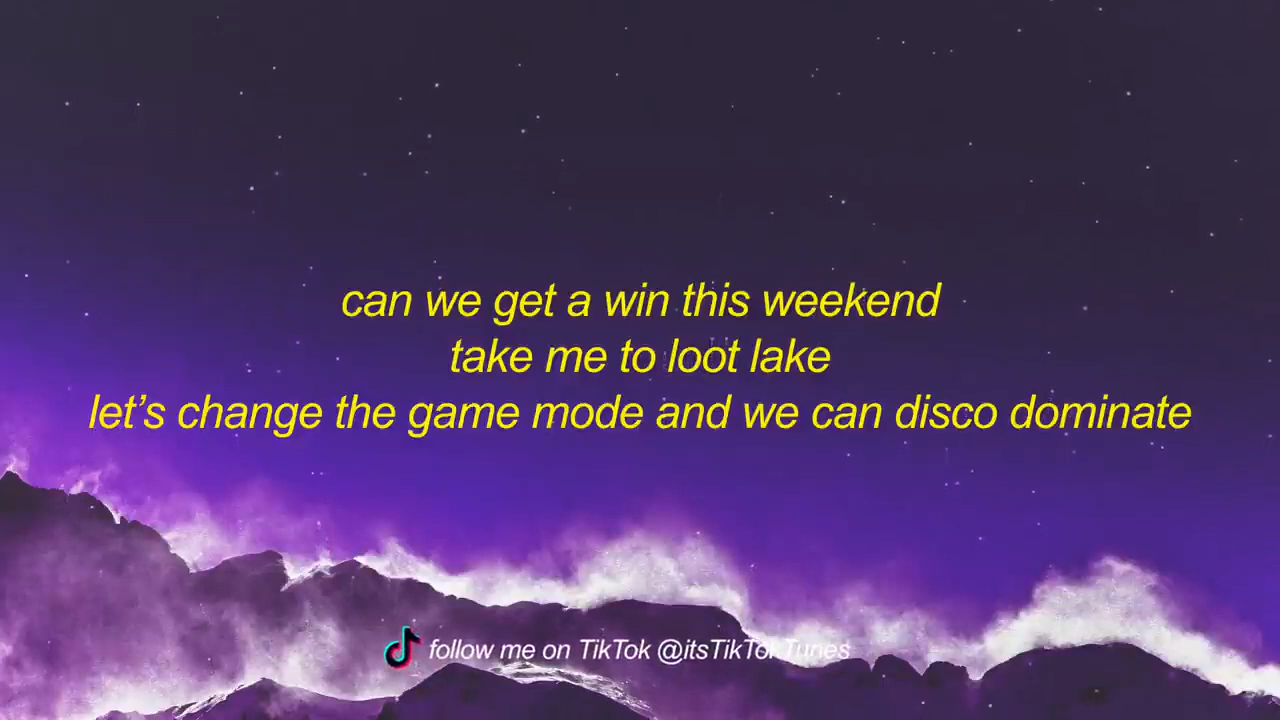 can we get a win this weekend
take me to loot lake
let’s change the game mode and we can disco dominate
follow me on TikTok @itsTikTokTunes